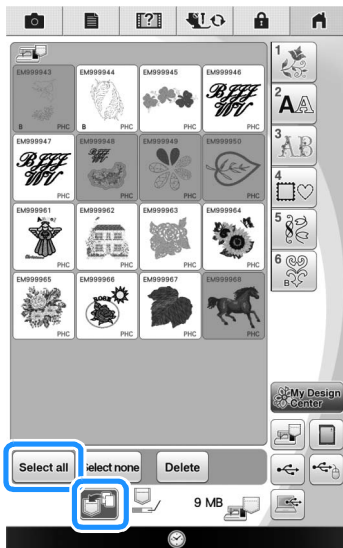 EM999943 EM999944 EM999945 EM999946
B PHC B PHC PHC PHC
EM999947 EM999948 EM999949 EM999950
PHC PHC PHC PHC
EM999961 EM999962 EM999963 EM999964
PHC PHC PHC PHC
EM999965 EM999966 EM999967 EM999968
PHC PHC PHC PHC
1
2 AA
3 AB
4
5
6
B
My Design
Center
Select all Select none Delete
9 MB